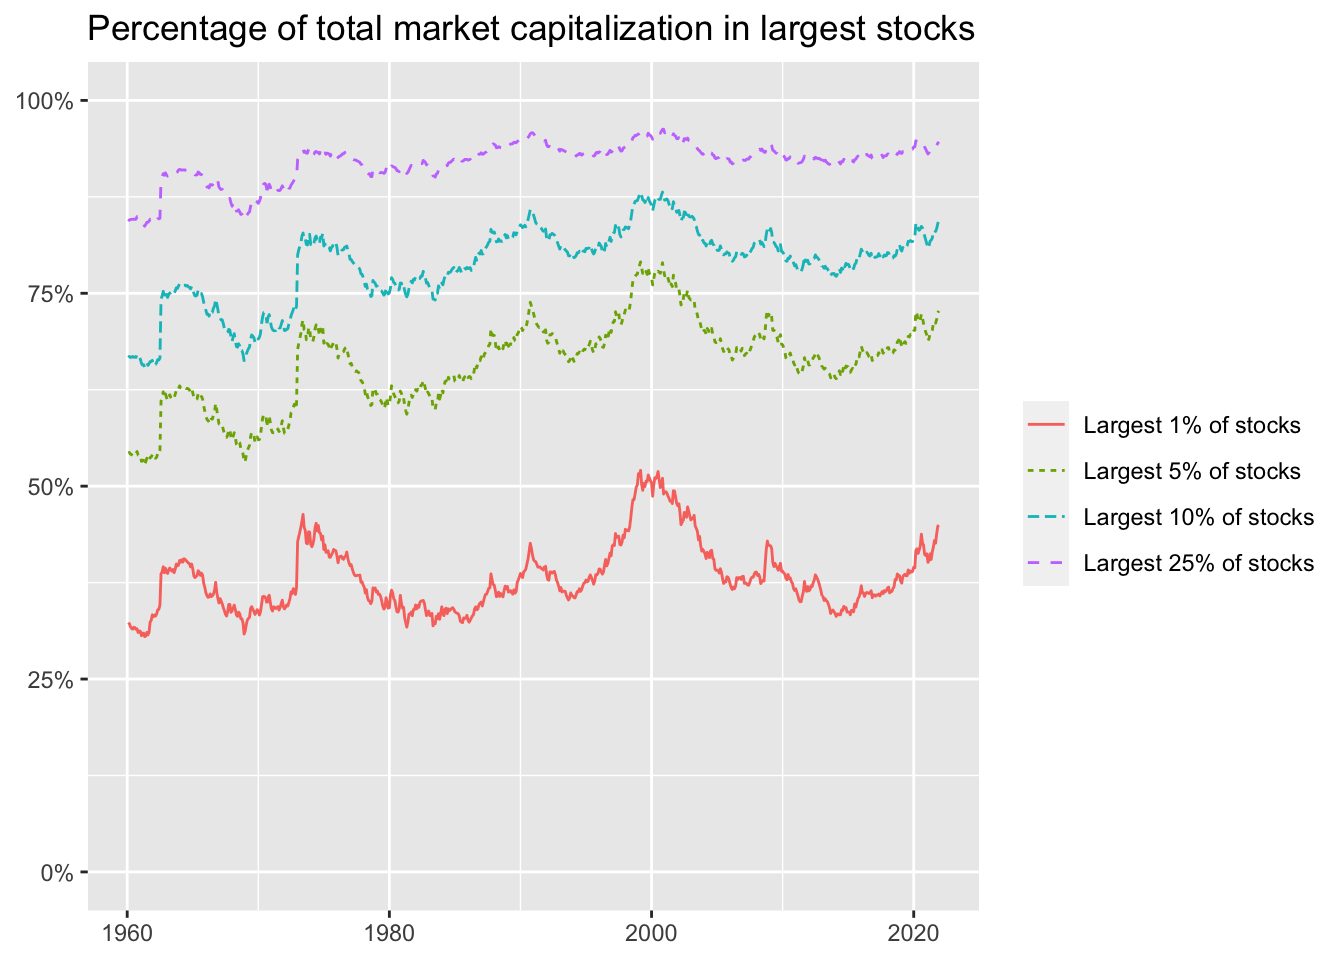 Percentage of total market capitalization in largest stocks
100%
75%
50%
25%
0%
1960 1980 2000 2020
Largest 1% of stocks
Largest 5% of stocks
Largest 10% of stocks
Largest 25% of stocks